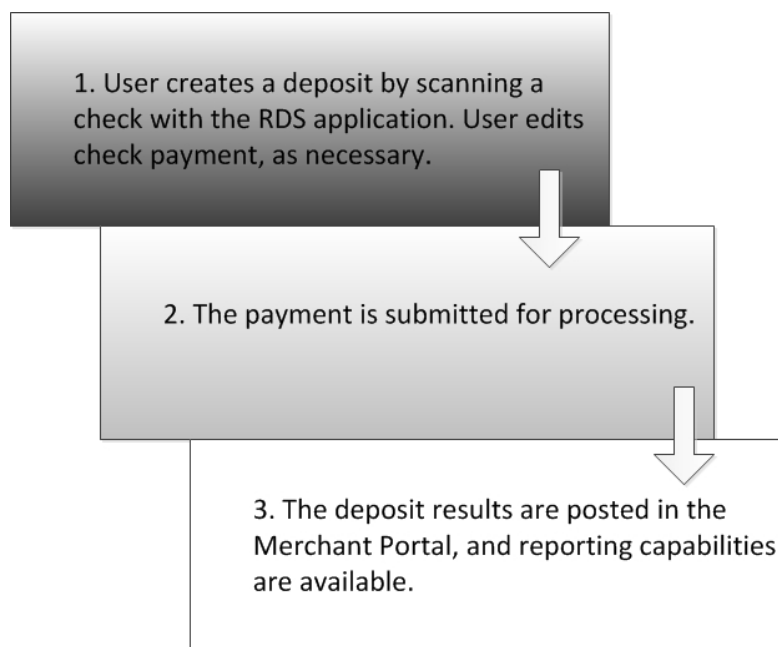 1. User creates a deposit by scanning a
check with the RDS application. User edits
check payment, as necessary.
2. The payment is submitted for processing.
3. The deposit results are posted in the
Merchant Portal, and reporting capabilities
are available.